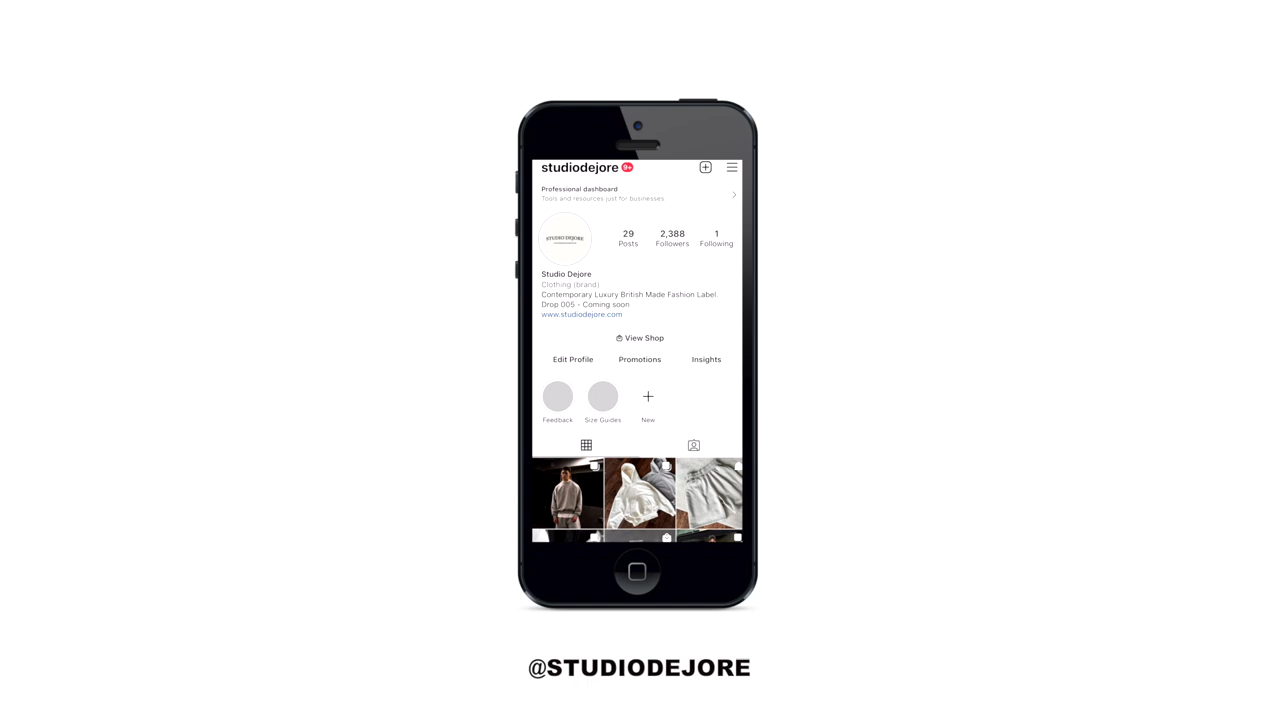 studiodejore 9+
Professional dashboard
Tools and resources just for businesses
STUDIO DEJORE
29 2,388 1
Posts Followers Following
Studio Dejore
Clothing (brand)
Contemporary Luxury British Made Fashion Label.
Drop 005 - Coming soon
www.studiodejore.com
View Shop
Edit Profile Promotions Insights
Feedback Size Guides New
@STUDIODEJORE